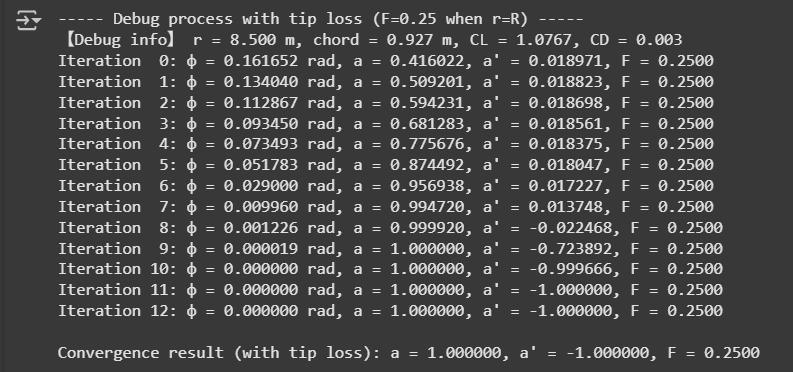 ----- Debug process with tip loss (F=0.25 when r=R) -----
【Debug info】 r = 8.500 m, chord = 0.927 m, CL = 1.0767, CD = 0.003
Iteration  0: ϕ = 0.161652 rad, a = 0.416022, a' = 0.018971, F = 0.2500
Iteration  1: ϕ = 0.134040 rad, a = 0.509201, a' = 0.018823, F = 0.2500
Iteration  2: ϕ = 0.112867 rad, a = 0.594231, a' = 0.018698, F = 0.2500
Iteration  3: ϕ = 0.093450 rad, a = 0.681283, a' = 0.018561, F = 0.2500
Iteration  4: ϕ = 0.073493 rad, a = 0.775676, a' = 0.018375, F = 0.2500
Iteration  5: ϕ = 0.051783 rad, a = 0.874492, a' = 0.018047, F = 0.2500
Iteration  6: ϕ = 0.029000 rad, a = 0.956938, a' = 0.017227, F = 0.2500
Iteration  7: ϕ = 0.009960 rad, a = 0.994720, a' = 0.013748, F = 0.2500
Iteration  8: ϕ = 0.001226 rad, a = 0.999920, a' = -0.022468, F = 0.2500
Iteration  9: ϕ = 0.000019 rad, a = 1.000000, a' = -0.723892, F = 0.2500
Iteration 10: ϕ = 0.000000 rad, a = 1.000000, a' = -0.999666, F = 0.2500
Iteration 11: ϕ = 0.000000 rad, a = 1.000000, a' = -1.000000, F = 0.2500
Iteration 12: ϕ = 0.000000 rad, a = 1.000000, a' = -1.000000, F = 0.2500
Convergence result (with tip loss): a = 1.000000, a' = -1.000000, F = 0.2500